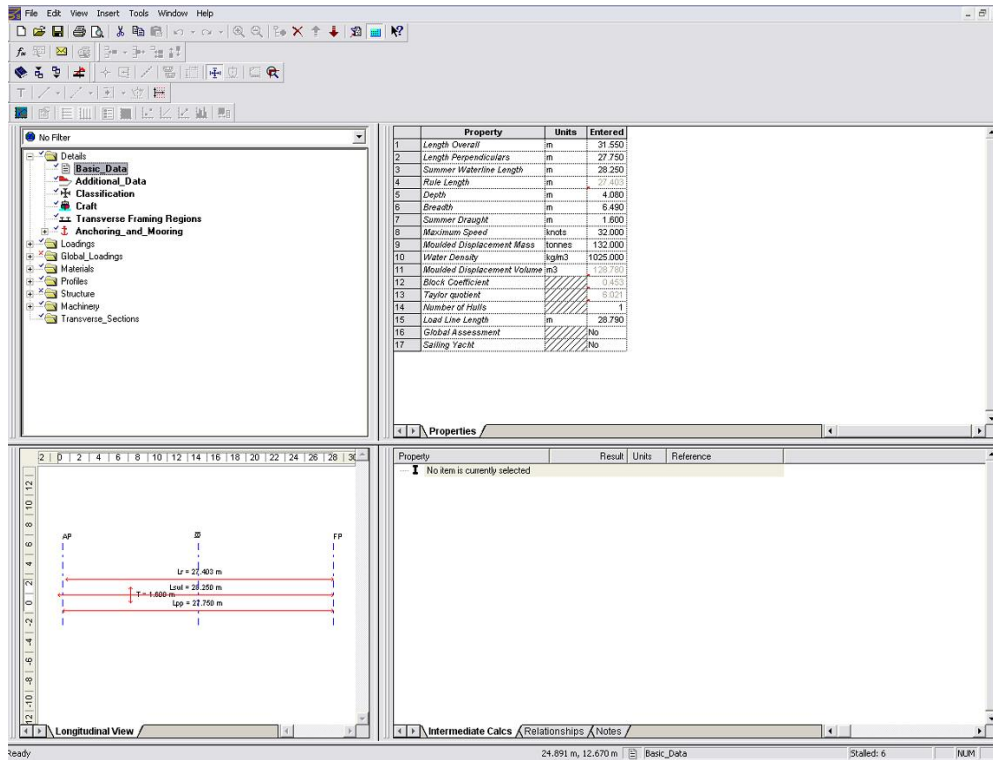 File Edit View Insert Tools Window Help
No Filter
Details
Basic_Data
Additional_Data
Classification
Craft
Transverse Framing Regions
Anchoring_and_Mooring
Loadings
Global_Loadings
Materials
Profiles
Structure
Machinery
Transverse_Sections
Property Units Entered
1 Length Overall m 31.550
2 Length Perpendiculars m 27.750
3 Summer Waterline Length m 28.250
4 Rule Length m 27.403
5 Depth m 4.080
6 Breadth m 6.490
7 Summer Draught m 1.600
8 Maximum Speed knots 32.000
9 Moulded Displacement Mass tonnes 132.000
10 Water Density kg/m3 1025.000
11 Moulded Displacement Volume m3 128.780
12 Block Coefficient 0.453
13 Taylor quotient 6.021
14 Number of Hulls 1
15 Load Line Length m 28.790
16 Global Assessment No
17 Sailing Yacht No
Properties
2 0 2 4 6 8 10 12 14 16 18 20 22 24 26 28 30
12 10 8 6 4 2 0 -2 -4 -6 -8 -10 12
AP FP
Lr = 27.403 m
Lswl = 28.250 m
T = 1.600 m
Lpp = 27.750 m
Longitudinal View
Property Result Units Reference
No item is currently selected
Intermediate Calcs Relationships Notes
Ready 24.891 m, 12.670 m Basic_Data Stalled: 6 NUM